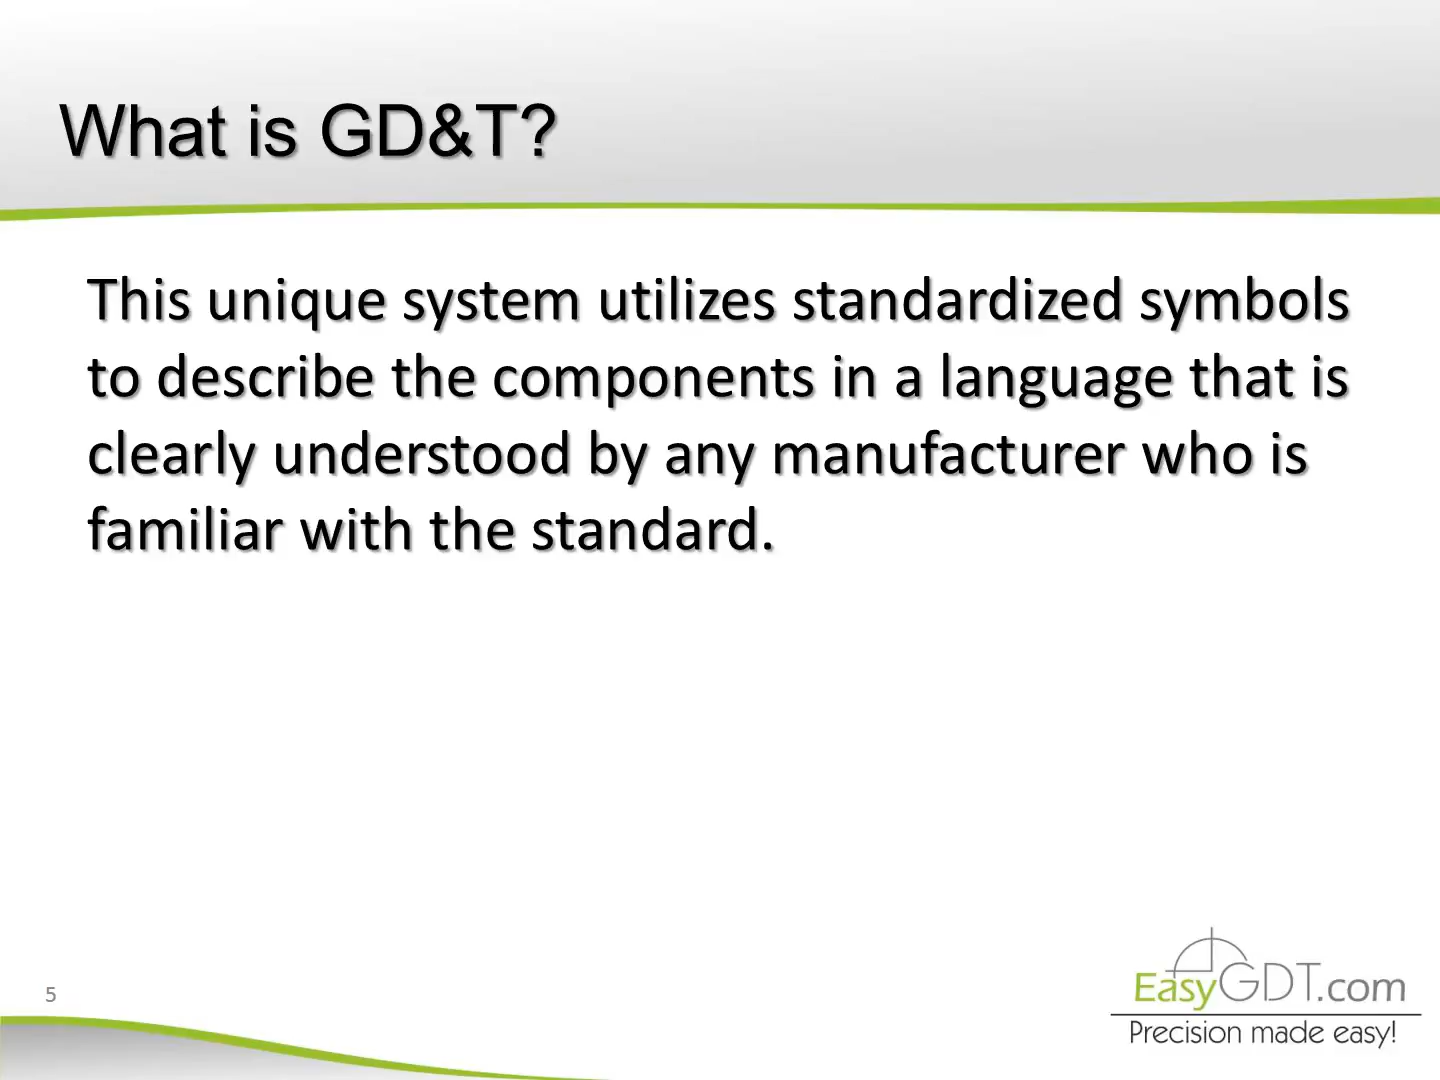 What is GD&T?
This unique system utilizes standardized symbols
to describe the components in a language that is
clearly understood by any manufacturer who is
familiar with the standard.
5
EasyGDT.com
Precision made easy!